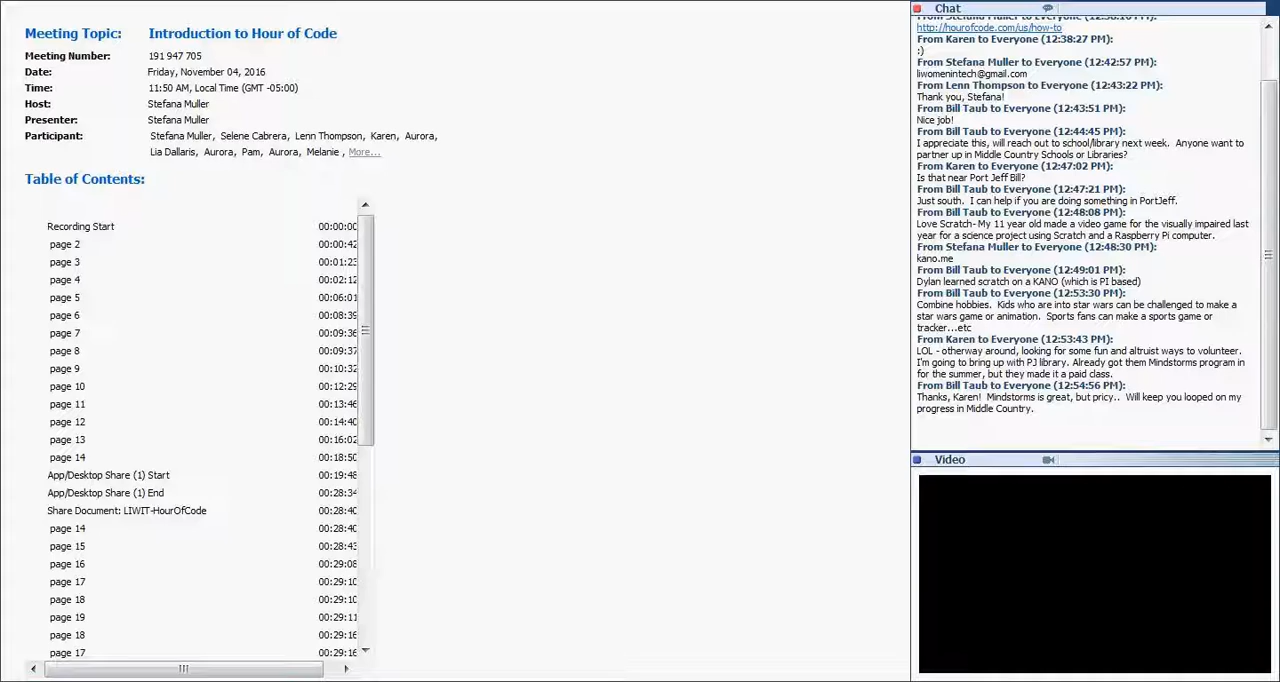 Meeting Topic: Introduction to Hour of Code
Meeting Number: 191 947 705
Date: Friday, November 04, 2016
Time: 11:50 AM, Local Time (GMT -05:00)
Host: Stefana Muller
Presenter: Stefana Muller
Participant: Stefana Muller, Selene Cabrera, Lenn Thompson, Karen, Aurora,
Lia Dallaris, Aurora, Pam, Aurora, Melanie , More...
Table of Contents:
Recording Start 00:00:00
page 2 00:00:42
page 3 00:01:23
page 4 00:02:12
page 5 00:06:01
page 6 00:08:39
page 7 00:09:36
page 8 00:09:37
page 9 00:10:32
page 10 00:12:29
page 11 00:13:46
page 12 00:14:40
page 13 00:16:02
page 14 00:18:50
App/Desktop Share (1) Start 00:19:48
App/Desktop Share (1) End 00:28:34
Share Document: LIWIT-HourOfCode 00:28:40
page 14 00:28:40
page 15 00:28:43
page 16 00:29:08
page 17 00:29:10
page 18 00:29:10
page 19 00:29:11
page 18 00:29:16
page 17 00:29:16
Chat
From Stefana Muller to Everyone (12:38:10 PM):
http://hourofcode.com/us/how-to
From Karen to Everyone (12:38:27 PM):
:)
From Stefana Muller to Everyone (12:42:57 PM):
liwomenintech@gmail.com
From Lenn Thompson to Everyone (12:43:22 PM):
Thank you, Stefana!
From Bill Taub to Everyone (12:43:51 PM):
Nice job!
From Bill Taub to Everyone (12:44:45 PM):
I appreciate this, will reach out to school/library next week. Anyone want to
partner up in Middle Country Schools or Libraries?
From Karen to Everyone (12:47:02 PM):
Is that near Port Jeff Bill?
From Bill Taub to Everyone (12:47:21 PM):
Just south. I can help if you are doing something in PortJeff.
From Bill Taub to Everyone (12:48:08 PM):
Love Scratch- My 11 year old made a video game for the visually impaired last
year for a science project using Scratch and a Raspberry Pi computer.
From Stefana Muller to Everyone (12:48:30 PM):
kano.me
From Bill Taub to Everyone (12:49:01 PM):
Dylan learned scratch on a KANO (which is PI based)
From Bill Taub to Everyone (12:53:30 PM):
Combine hobbies. Kids who are into star wars can be challenged to make a
star wars game or animation. Sports fans can make a sports game or
tracker...etc
From Karen to Everyone (12:53:43 PM):
LOL - otherway around, looking for some fun and altruist ways to volunteer.
I'm going to bring up with PJ library. Already got them Mindstorms program in
for the summer, but they made it a paid class.
From Bill Taub to Everyone (12:54:56 PM):
Thanks, Karen! Mindstorms is great, but pricy.. Will keep you looped on my
progress in Middle Country.
Video